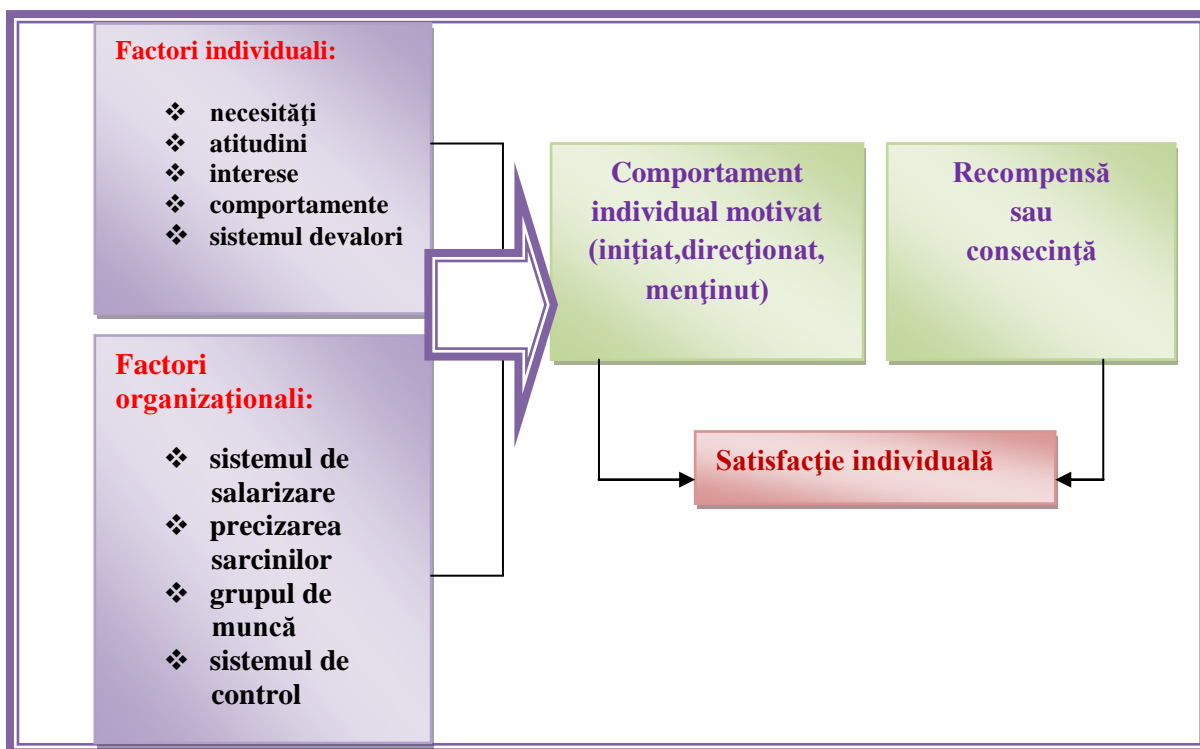 Factori individuali:
❖ necesităţi
❖ atitudini
❖ interese
❖ comportamente
❖ sistemul devalori
Factori
organizaţionali:
❖ sistemul de
salarizare
❖ precizarea
sarcinilor
❖ grupul de
muncă
❖ sistemul de
control
Comportament
individual motivat
(iniţiat,direcţionat,
menţinut)
Recompensă
sau
consecinţă
Satisfacţie individuală